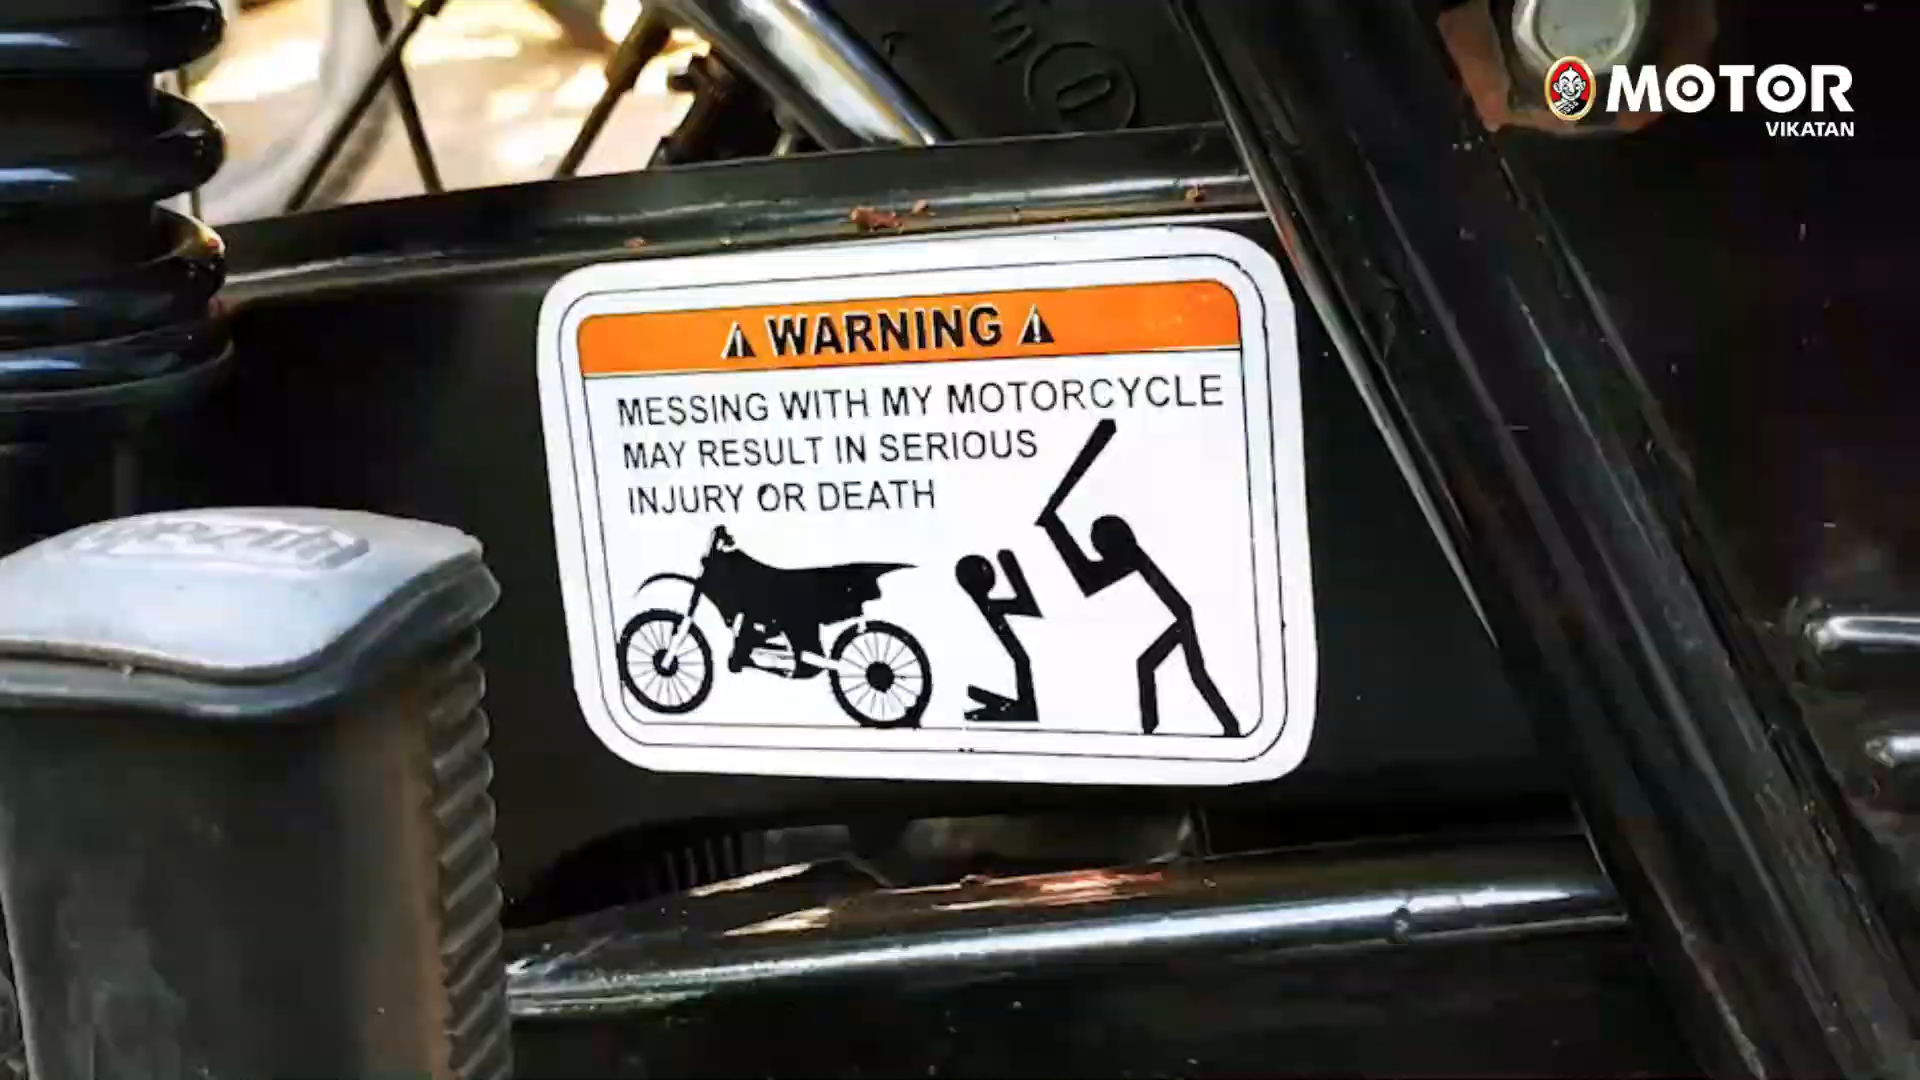 MOTOR
VIKATAN
WARNING
MESSING WITH MY MOTORCYCLE
MAY RESULT IN SERIOUS
INJURY OR DEATH